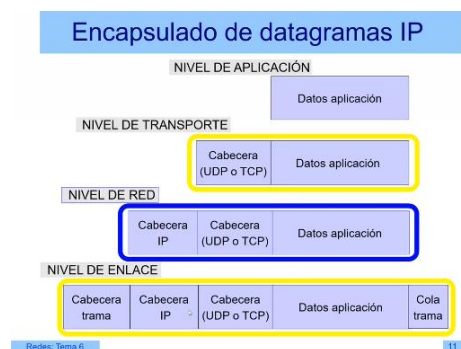 Encapsulado de datagramas IP
NIVEL DE APLICACIÓN
Datos aplicación
NIVEL DE TRANSPORTE
Cabecera
(UDP o TCP)
Datos aplicación
NIVEL DE RED
Cabecera
IP
Cabecera
(UDP o TCP)
Datos aplicación
NIVEL DE ENLACE
Cabecera
trama
Cabecera
IP
Cabecera
(UDP o TCP)
Datos aplicación
Cola
trama
Redes: Tema 6
11